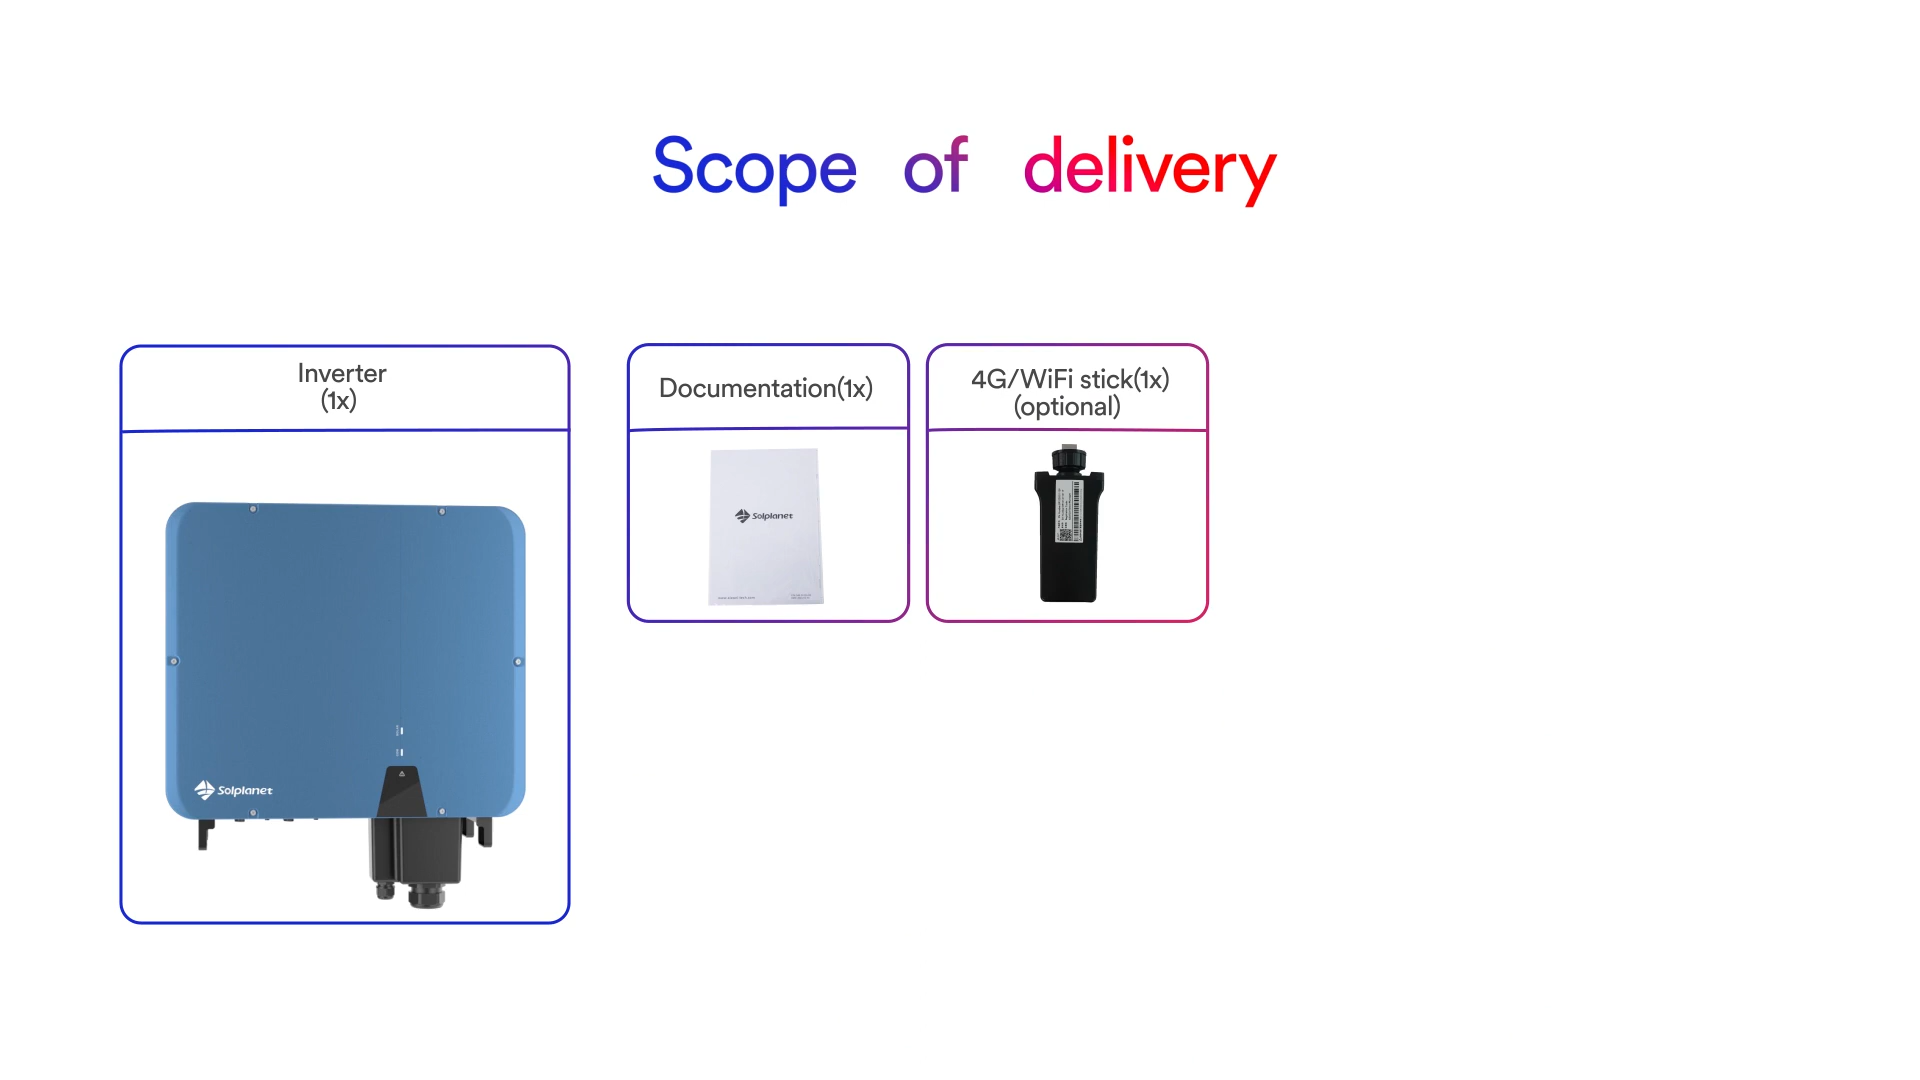 Scope of delivery
Inverter
(1x)
Documentation(1x)
4G/WiFi stick(1x)
(optional)
Solplanet
Solplanet